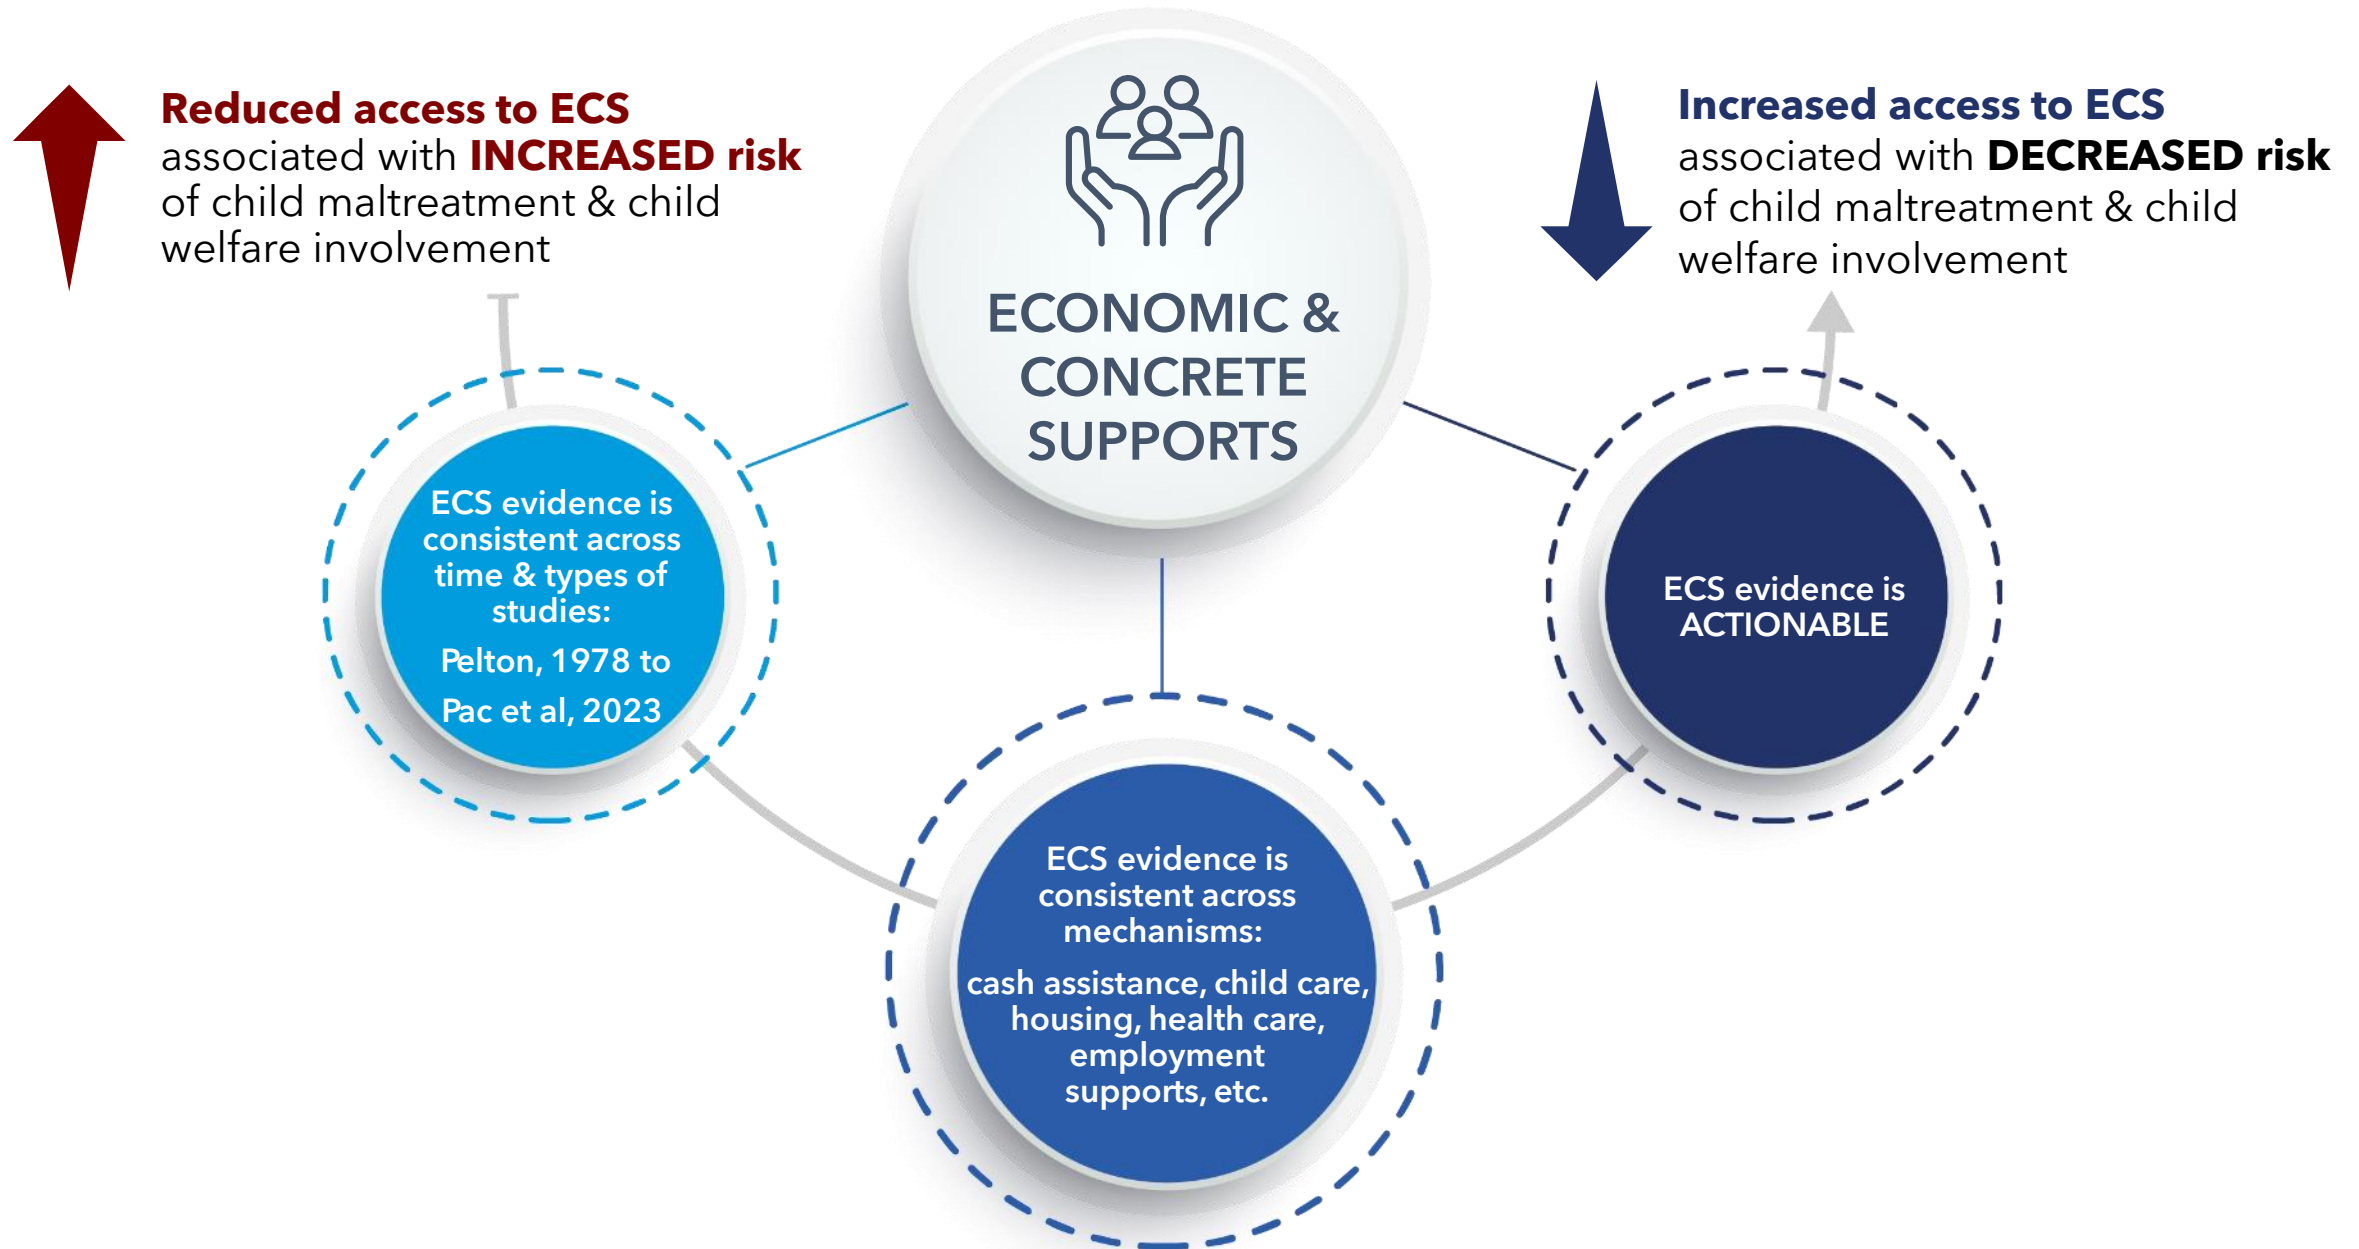 Reduced access to ECS
associated with INCREASED risk
of child maltreatment & child
welfare involvement
ECONOMIC &
CONCRETE
SUPPORTS
Increased access to ECS
associated with DECREASED risk
of child maltreatment & child
welfare involvement
ECS evidence is
consistent across
time & types of
studies:
Pelton, 1978 to
Pac et al, 2023
ECS evidence is
consistent across
mechanisms:
cash assistance, child care,
housing, health care,
employment
supports, etc.
ECS evidence is
ACTIONABLE